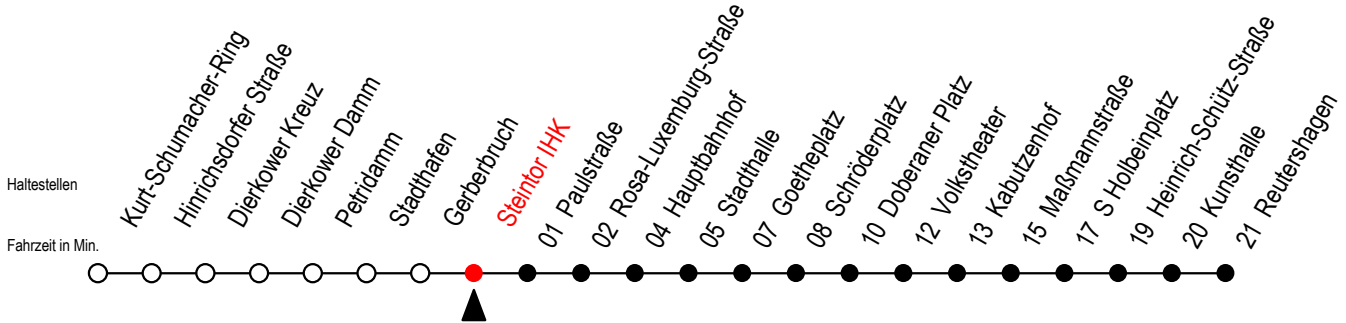 Haltestellen
Fahrzeit in Min.
Kurt-Schumacher-Ring
Hinrichsdorfer Straße
Dierkower Kreuz
Dierkower Damm
Petridamm
Stadthafen
Gerberbruch
Steintor IHK
01 Paulstraße
02 Rosa-Luxemburg-Straße
04 Hauptbahnhof
05 Stadthalle
07 Goetheplatz
08 Schröderplatz
10 Doberaner Platz
12 Volkstheater
13 Kabutzenhof
15 Maßmannstraße
17 S Holbeinplatz
19 Heinrich-Schütz-Straße
20 Kunsthalle
21 Reutershagen